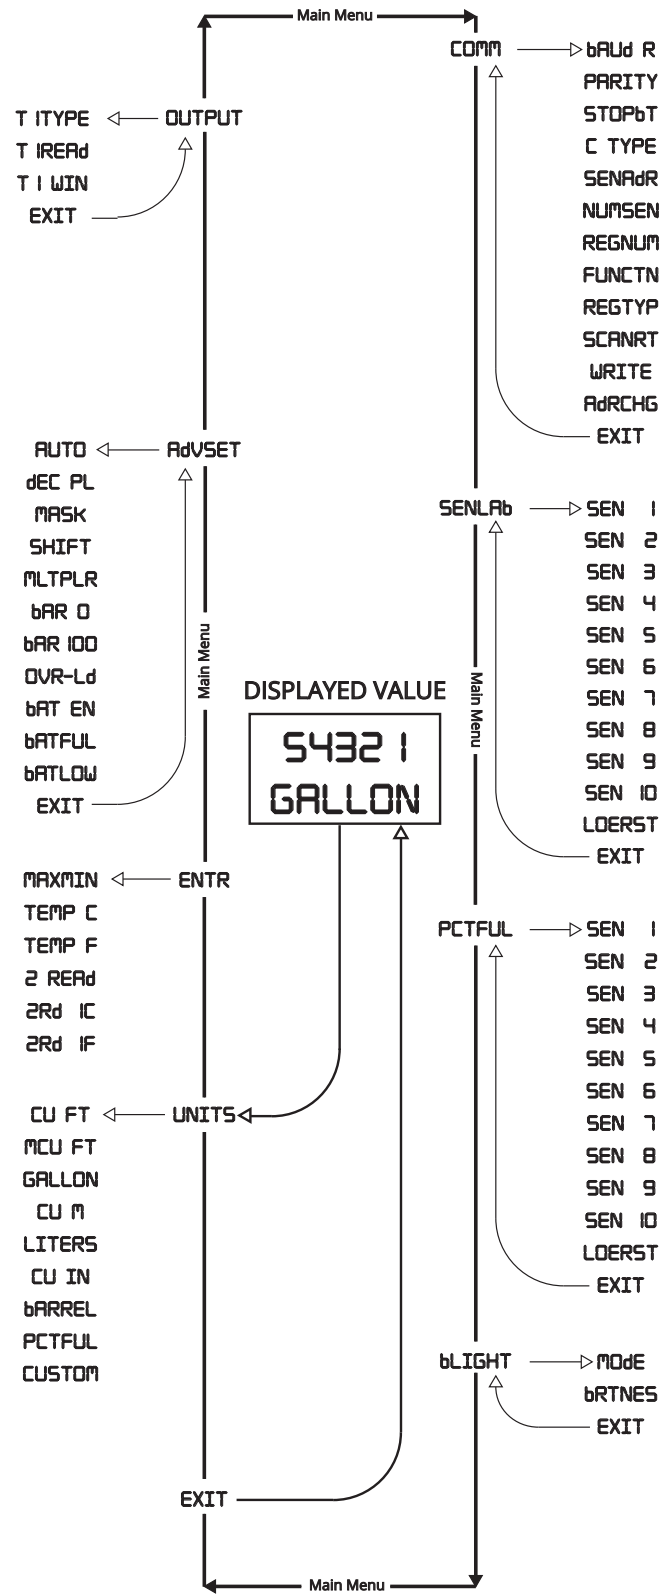 Main Menu
OUTPUT
T 1TYPE
T 1REAd
T 1 WIN
EXIT
AdVSET
AUTO
dEC PL
MASK
SHIFT
MLTPLR
bAR 0
bAR 100
OVR-Ld
bAT EN
bATFUL
bATLOW
EXIT
Main Menu
ENTR
MAXMIN
TEMP C
TEMP F
2 REAd
2Rd 1C
2Rd 1F
UNITS
CU FT
MCU FT
GALLON
CU M
LITERS
CU IN
bARREL
PCTFUL
CUSTOM
EXIT
DISPLAYED VALUE
54321
GALLON
COMM
bAUd R
PARITY
STOPbT
C TYPE
SENAdR
NUMSEN
REGNUM
FUNCTN
REGTYP
SCANRT
WRITE
AdRCHG
EXIT
SENLAb
SEN 1
SEN 2
SEN 3
SEN 4
SEN 5
SEN 6
SEN 7
SEN 8
SEN 9
SEN 10
LOERST
EXIT
Main Menu
PCTFUL
SEN 1
SEN 2
SEN 3
SEN 4
SEN 5
SEN 6
SEN 7
SEN 8
SEN 9
SEN 10
LOERST
EXIT
bLIGHT
MOdE
bRTNES
EXIT
Main Menu